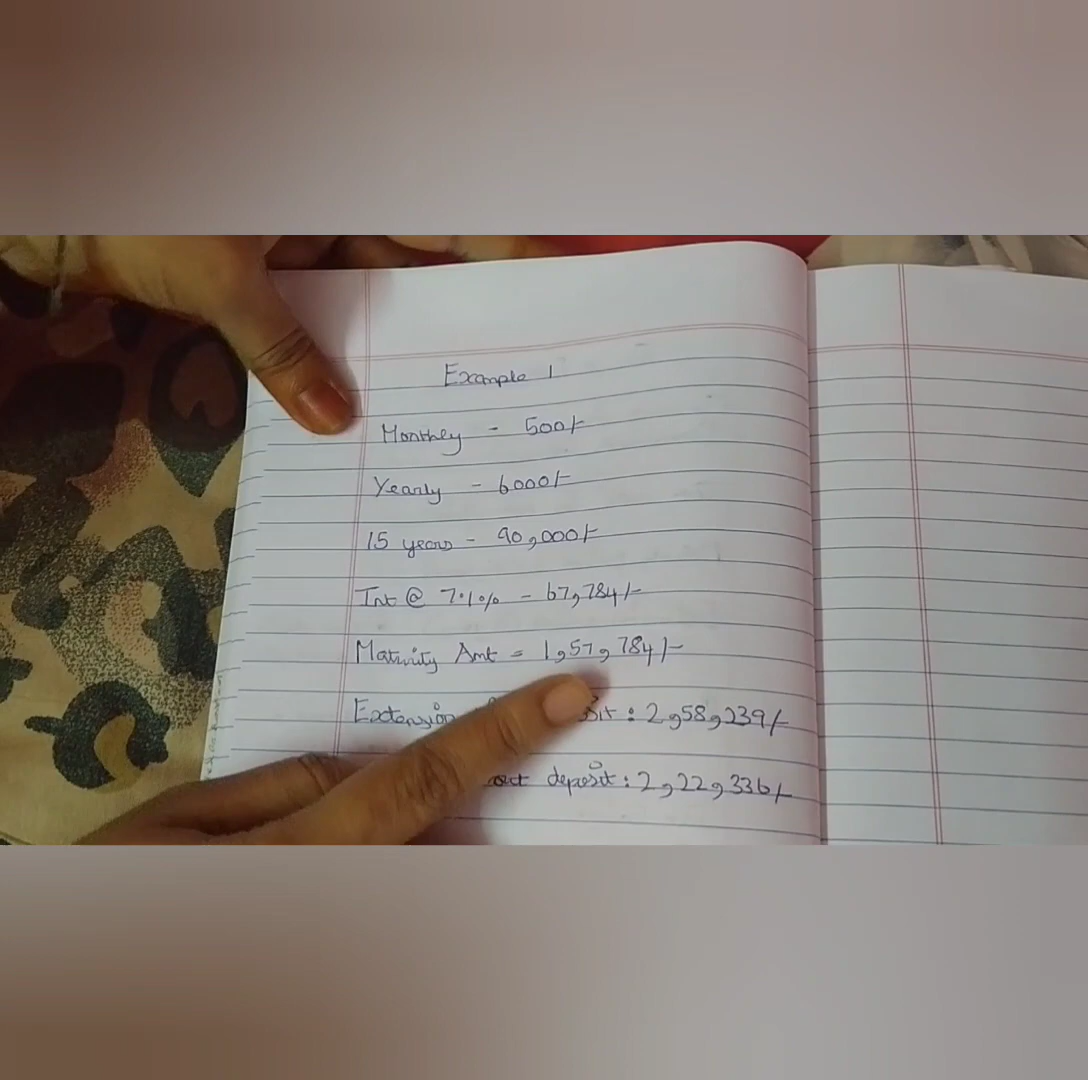 Example 1
Monthly - 500/-
Yearly - 6000/-
15 years - 90,000/-
Int @ 7.1% - 67,784/-
Maturity Amt = 1,57,784/-
Extension : 2,58,239/-
deposit : 2,22,336/-